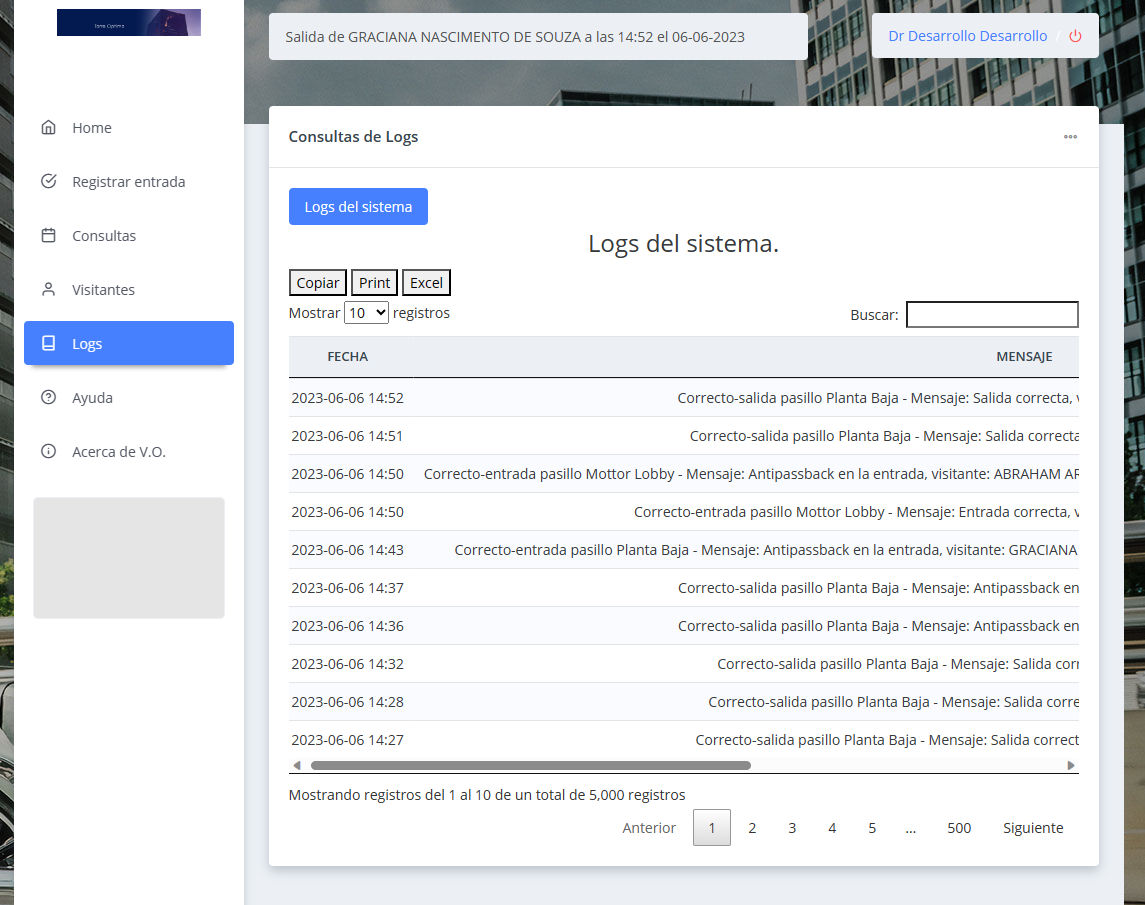 Torre Optima
Salida de GRACIANA NASCIMENTO DE SOUZA a las 14:52 el 06-06-2023
Dr Desarrollo Desarrollo /
Home
Registrar entrada
Consultas
Visitantes
Logs
Ayuda
Acerca de V.O.
Consultas de Logs
Logs del sistema
Logs del sistema.
Copiar Print Excel
Mostrar 10 registros
Buscar:
FECHA MENSAJE
2023-06-06 14:52 Correcto-salida pasillo Planta Baja - Mensaje: Salida correcta,
2023-06-06 14:51 Correcto-salida pasillo Planta Baja - Mensaje: Salida correcta
2023-06-06 14:50 Correcto-entrada pasillo Mottor Lobby - Mensaje: Antipassback en la entrada, visitante: ABRAHAM AR
2023-06-06 14:50 Correcto-entrada pasillo Mottor Lobby - Mensaje: Entrada correcta, v
2023-06-06 14:43 Correcto-entrada pasillo Planta Baja - Mensaje: Antipassback en la entrada, visitante: GRACIANA
2023-06-06 14:37 Correcto-salida pasillo Planta Baja - Mensaje: Antipassback en
2023-06-06 14:36 Correcto-salida pasillo Planta Baja - Mensaje: Antipassback en
2023-06-06 14:32 Correcto-salida pasillo Planta Baja - Mensaje: Salida corr
2023-06-06 14:28 Correcto-salida pasillo Planta Baja - Mensaje: Salida corre
2023-06-06 14:27 Correcto-salida pasillo Planta Baja - Mensaje: Salida correct
Mostrando registros del 1 al 10 de un total de 5,000 registros
Anterior 1 2 3 4 5 … 500 Siguiente